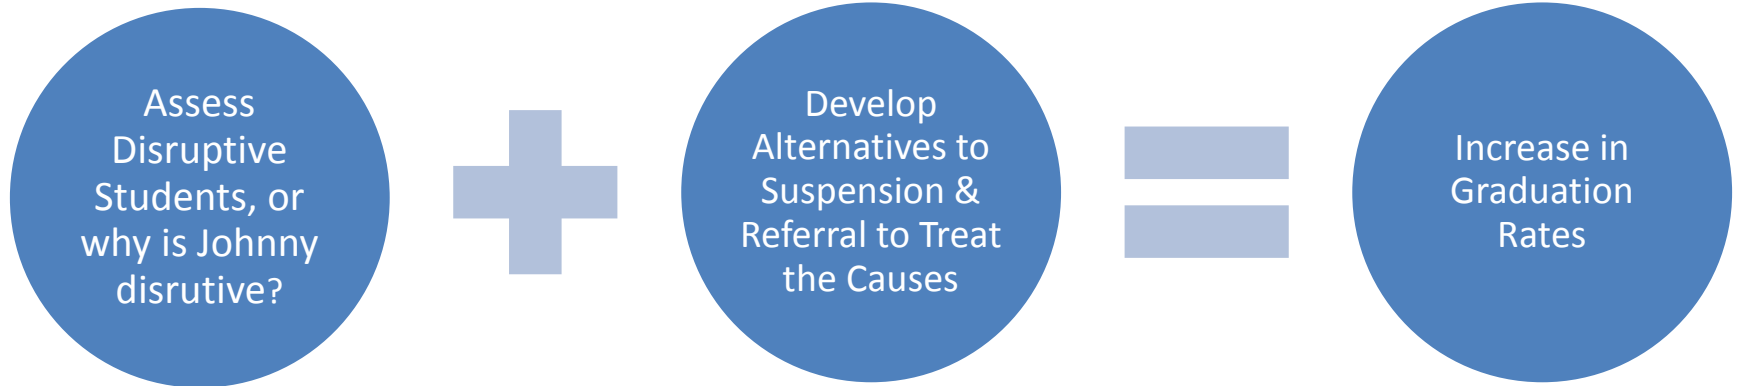 Assess
Disruptive
Students, or
why is Johnny
disrutive?
Develop
Alternatives to
Suspension &
Referral to Treat
the Causes
Increase in
Graduation
Rates